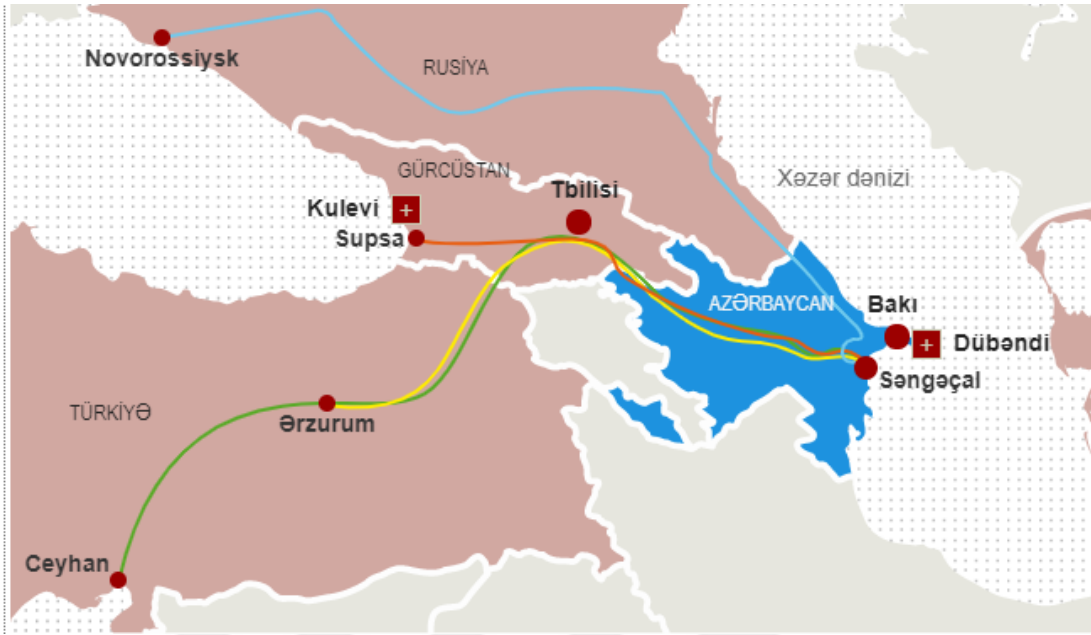 Novorossiysk
RUSİYA
GÜRCÜSTAN
Xəzər dənizi
Tbilisi
Kulevi
Supsa
AZƏRBAYCAN
Bakı
Dübəndi
Səngəçal
TÜRKİYƏ
Ərzurum
Ceyhan